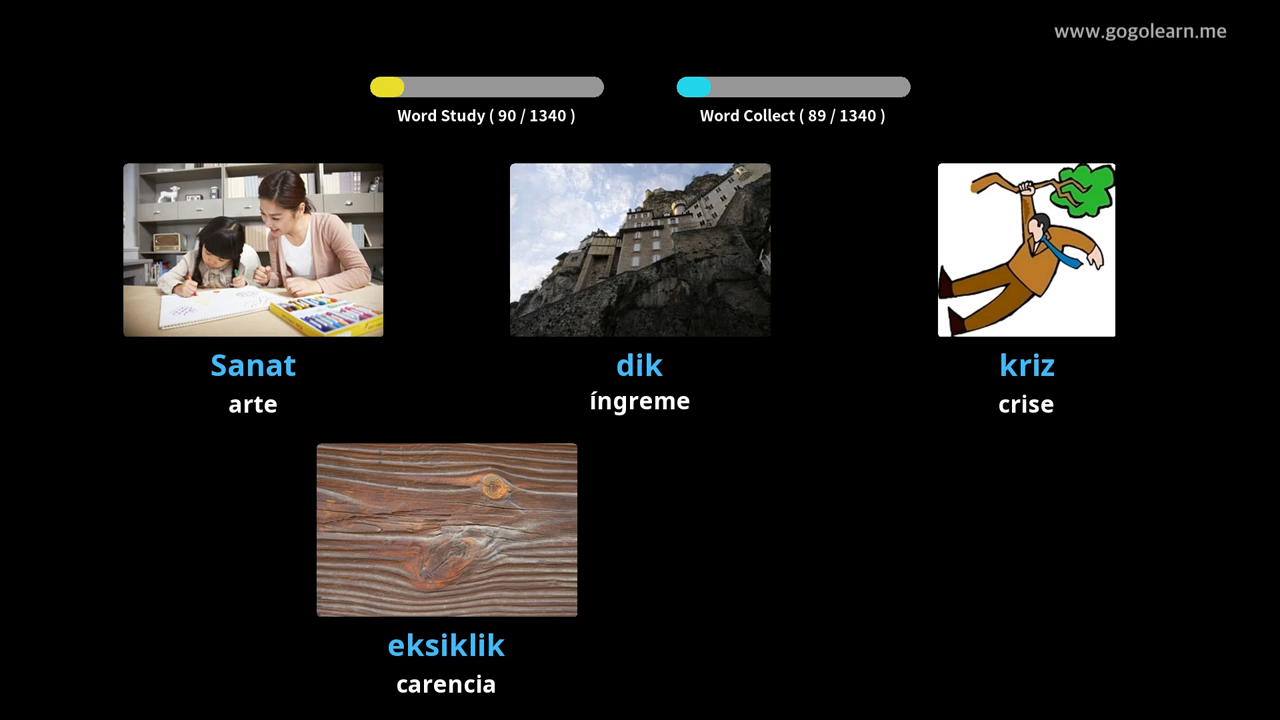 www.gogolearn.me
Word Study ( 90 / 1340 )
Word Collect ( 89 / 1340 )
Sanat
arte
dik
íngreme
kriz
crise
eksiklik
carencia